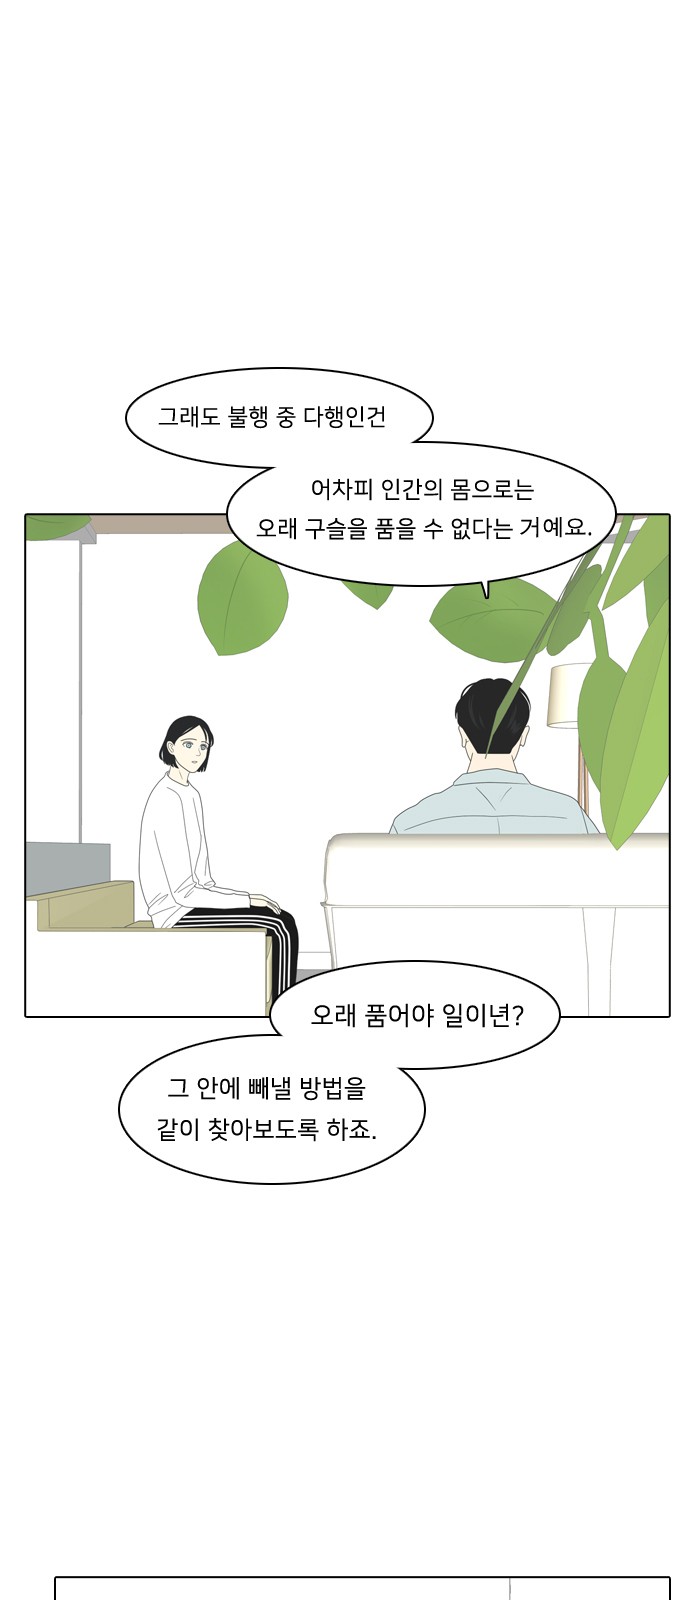 그래도 불행 중 다행인건
어차피 인간의 몸으로는
오래 구슬을 품을 수 없다는 거예요.
오래 품어야 일이년?
그 안에 빼낼 방법을
같이 찾아보도록 하죠.